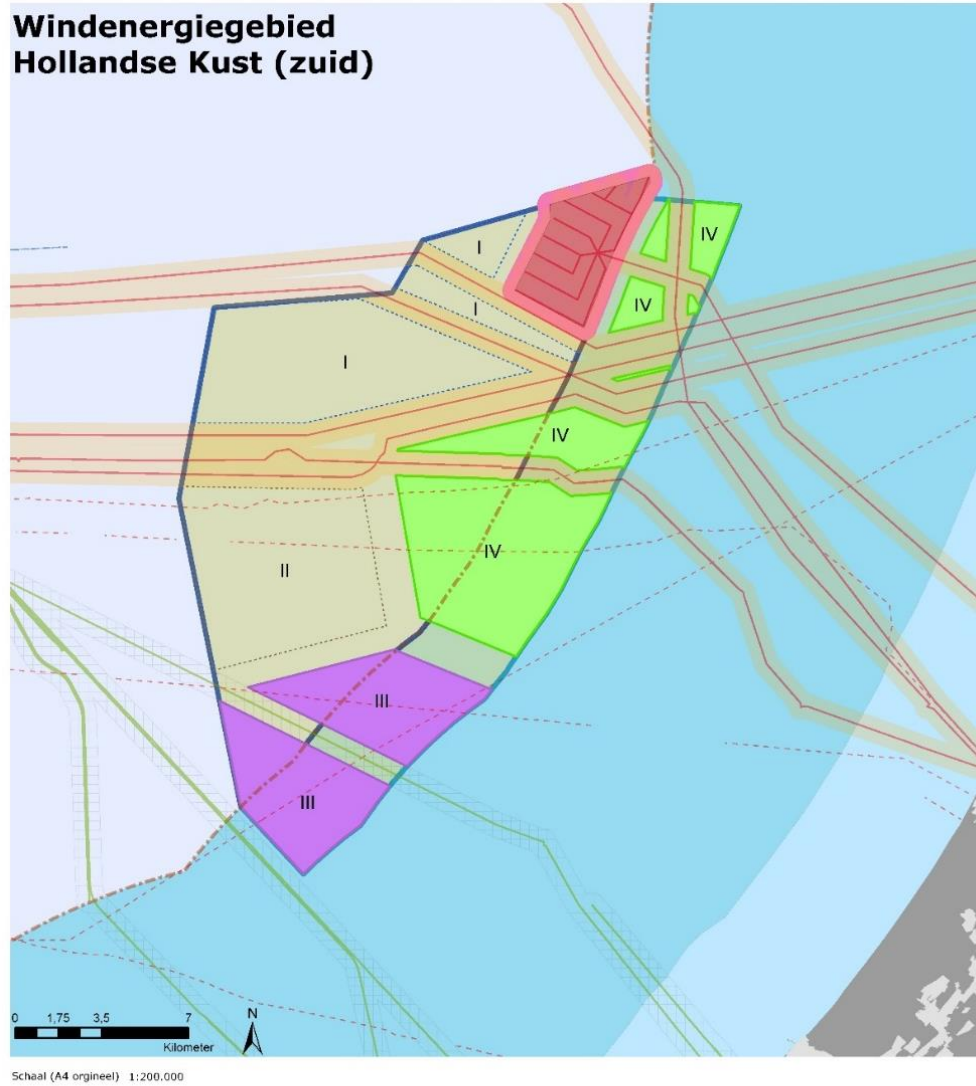 Windenergiegebied
Hollandse Kust (zuid)
I
IV
I
IV
I
IV
IV
II
III
III
0 1,75 3,5 7
Kilometer
N
Schaal (A4 orgineel) 1:200.000